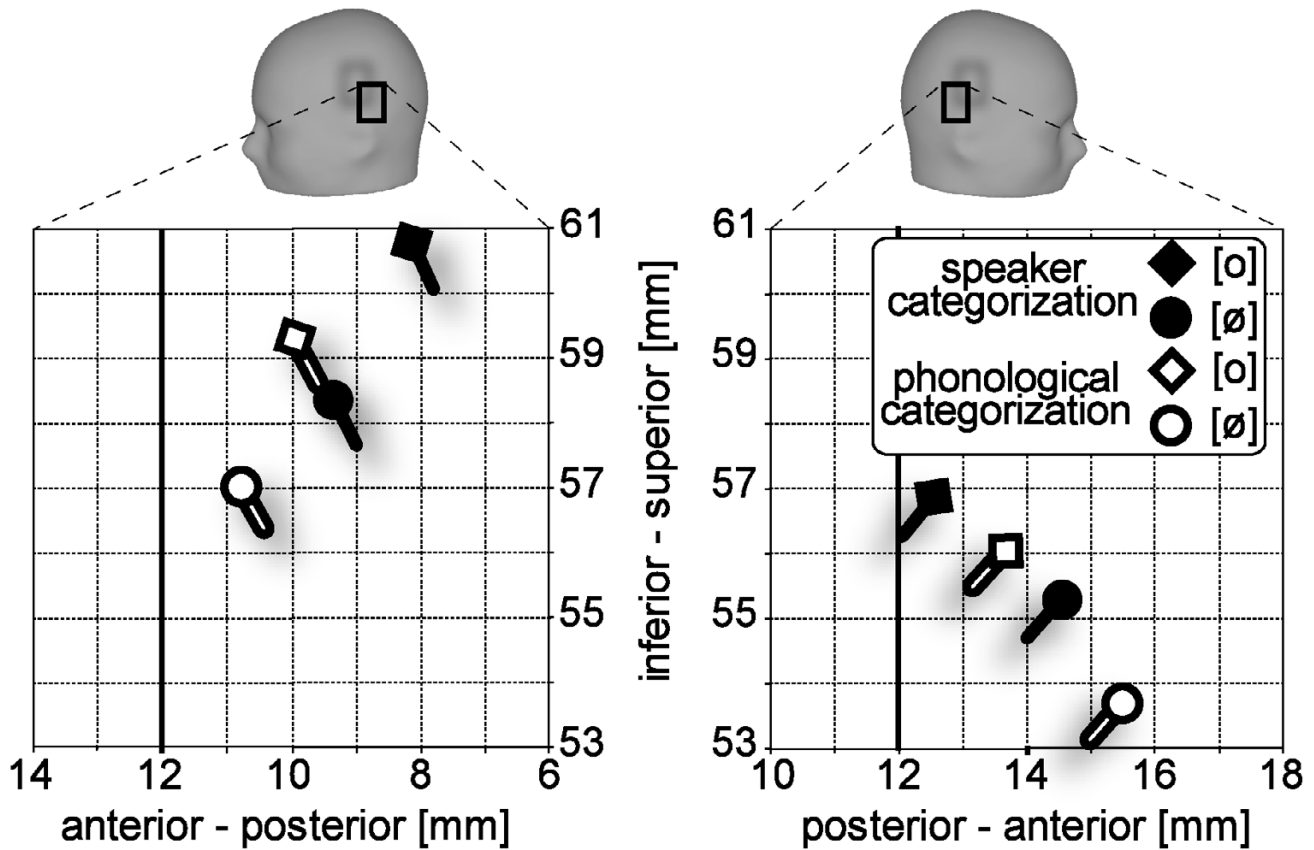 61
59
57
55
53
14 12 10 8 6
anterior - posterior [mm]
inferior - superior [mm]
61
59
57
55
53
speaker
categorization
[o]
[ø]
phonological
categorization
[o]
[ø]
10 12 14 16 18
posterior - anterior [mm]